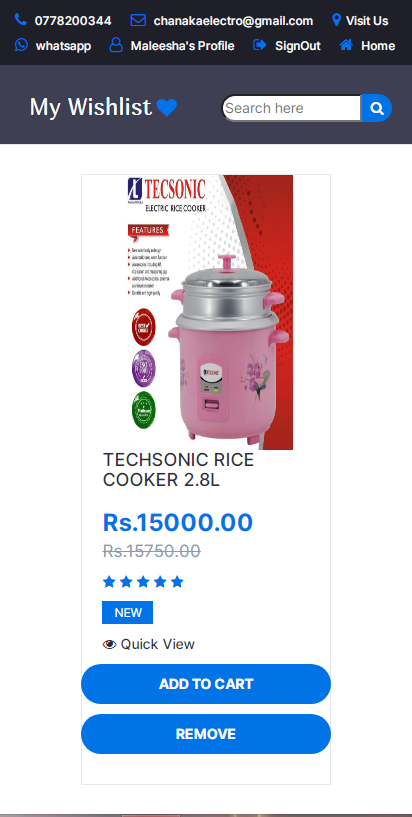 0778200344 chanakaelectro@gmail.com Visit Us
whatsapp Maleesha's Profile SignOut Home
My Wishlist
Search here
TECSONIC
ELECTRIC RICE COOKER
FEATURES
TECHSONIC RICE
COOKER 2.8L
Rs.15000.00
Rs.15750.00
NEW
Quick View
ADD TO CART
REMOVE